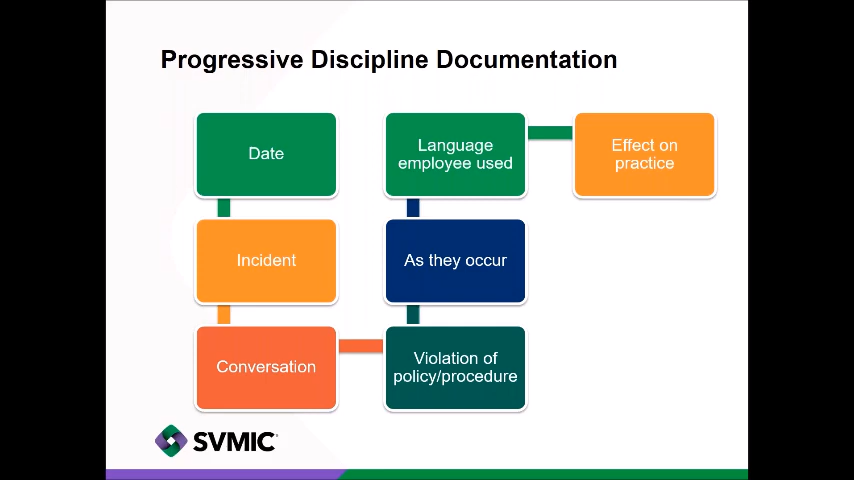 Progressive Discipline Documentation
Date
Incident
Conversation
Violation of
policy/procedure
As they occur
Language
employee used
Effect on
practice
SVMIC